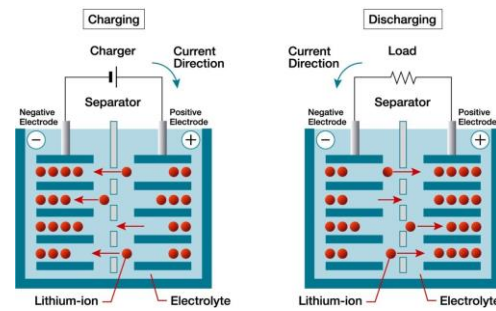 Charging
Charger
Current
Direction
Separator
Negative
Electrode
Positive
Electrode
−
+
Lithium-ion
Electrolyte
Discharging
Current
Direction
Load
Separator
Negative
Electrode
Positive
Electrode
−
+
Lithium-ion
Electrolyte